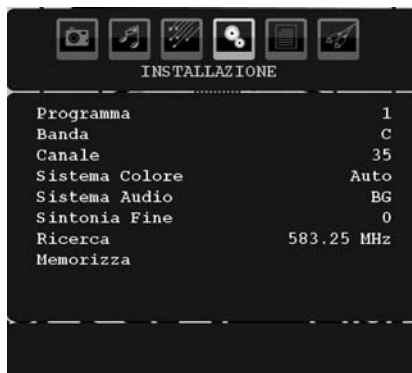 INSTALLAZIONE
Programma 1
Banda C
Canale 35
Sistema Colore Auto
Sistema Audio BG
Sintonia Fine 0
Ricerca 583.25 MHz
Memorizza